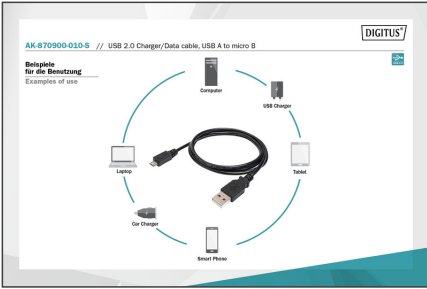 DIGITUS®
AK-870900-010-S // USB 2.0 Charger/Data cable, USB A to micro B
Beispiele
für die Benutzung
Examples of use
Computer
USB Charger
Laptop
Tablet
Car Charger
Smart Phone